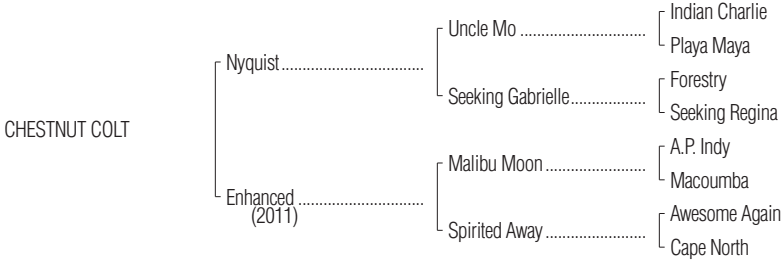 Indian Charlie
Uncle Mo ..............................
Playa Maya
Nyquist..................................
Forestry
Seeking Gabrielle..................
Seeking Regina
CHESTNUT COLT
A.P. Indy
Malibu Moon ........................
Macoumba
Enhanced ..............................
(2011)
Awesome Again
Spirited Away ........................
Cape North